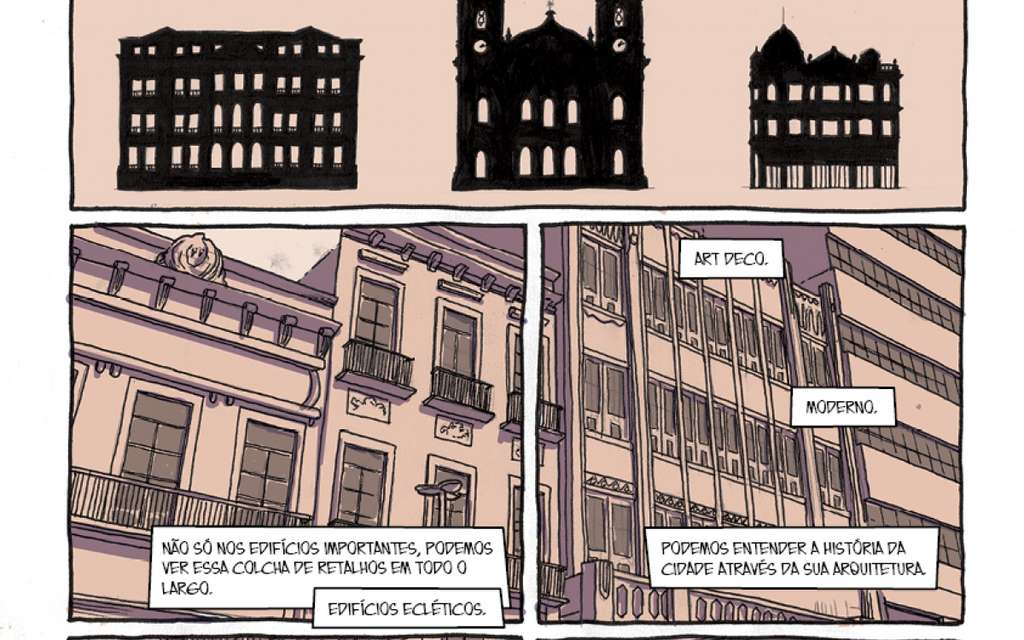 NÃO SÓ NOS EDIFÍCIOS IMPORTANTES, PODEMOS
VER ESSA COLCHA DE RETALHOS EM TODO O
LARGO.
EDIFÍCIOS ECLÉTICOS.
ART DECO.
MODERNO.
PODEMOS ENTENDER A HISTÓRIA DA
CIDADE ATRAVÉS DA SUA ARQUITETURA.